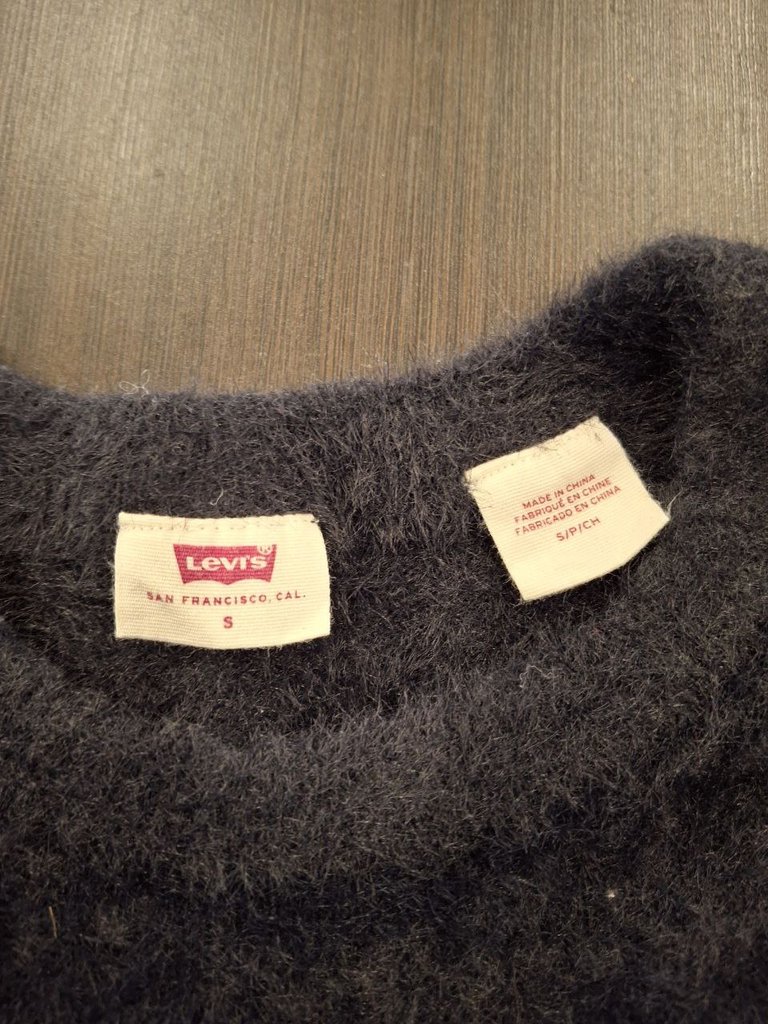 Levi's®
SAN FRANCISCO, CAL.
S
MADE IN CHINA
FABRIQUÉ EN CHINE
FABRICADO EN CHINA
S/P/CH